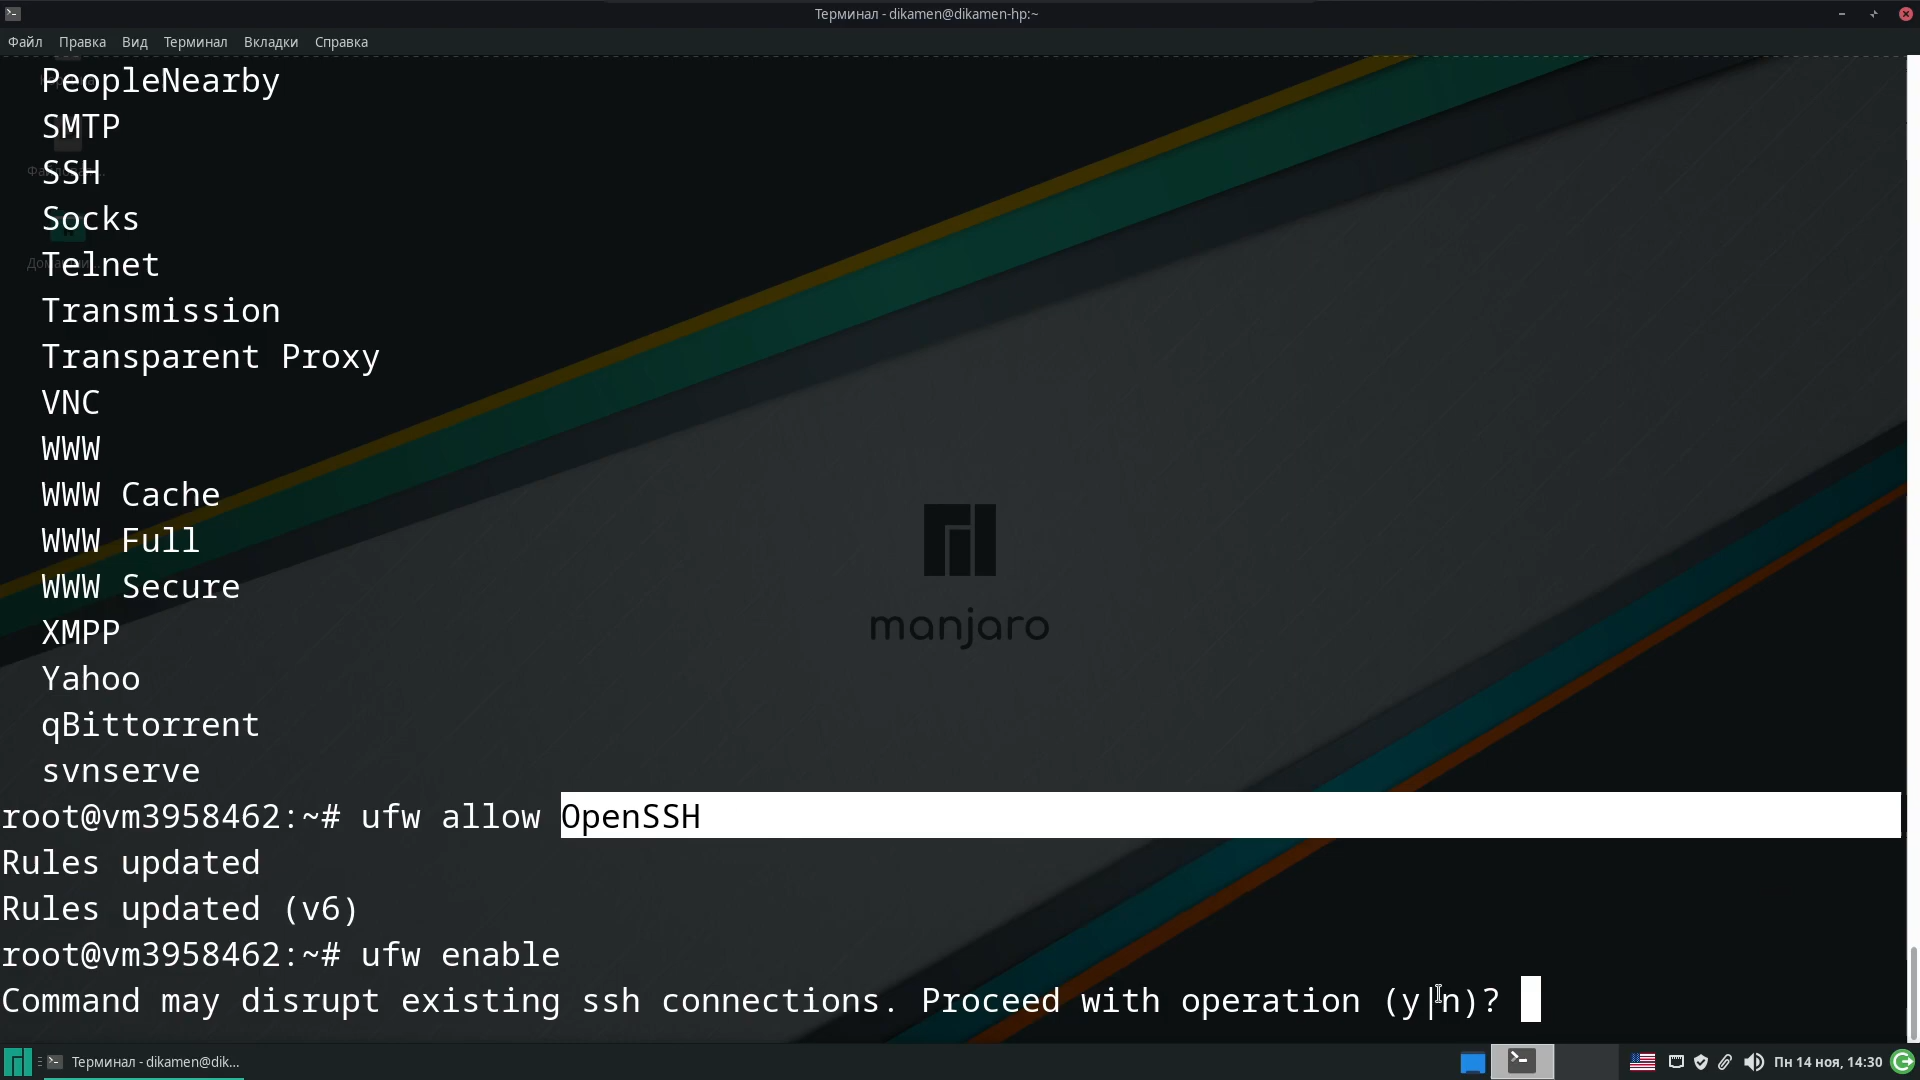 Терминал - dikamen@dikamen-hp:~
Файл Правка Вид Терминал Вкладки Справка
PeopleNearby
SMTP
SSH
Socks
Telnet
Transmission
Transparent Proxy
VNC
WWW
WWW Cache
WWW Full
WWW Secure
XMPP
Yahoo
qBittorrent
svnserve
root@vm3958462:~# ufw allow OpenSSH
Rules updated
Rules updated (v6)
root@vm3958462:~# ufw enable
Command may disrupt existing ssh connections. Proceed with operation (y|n)?
manjaro
Терминал - dikamen@dik...
Пн 14 ноя, 14:30